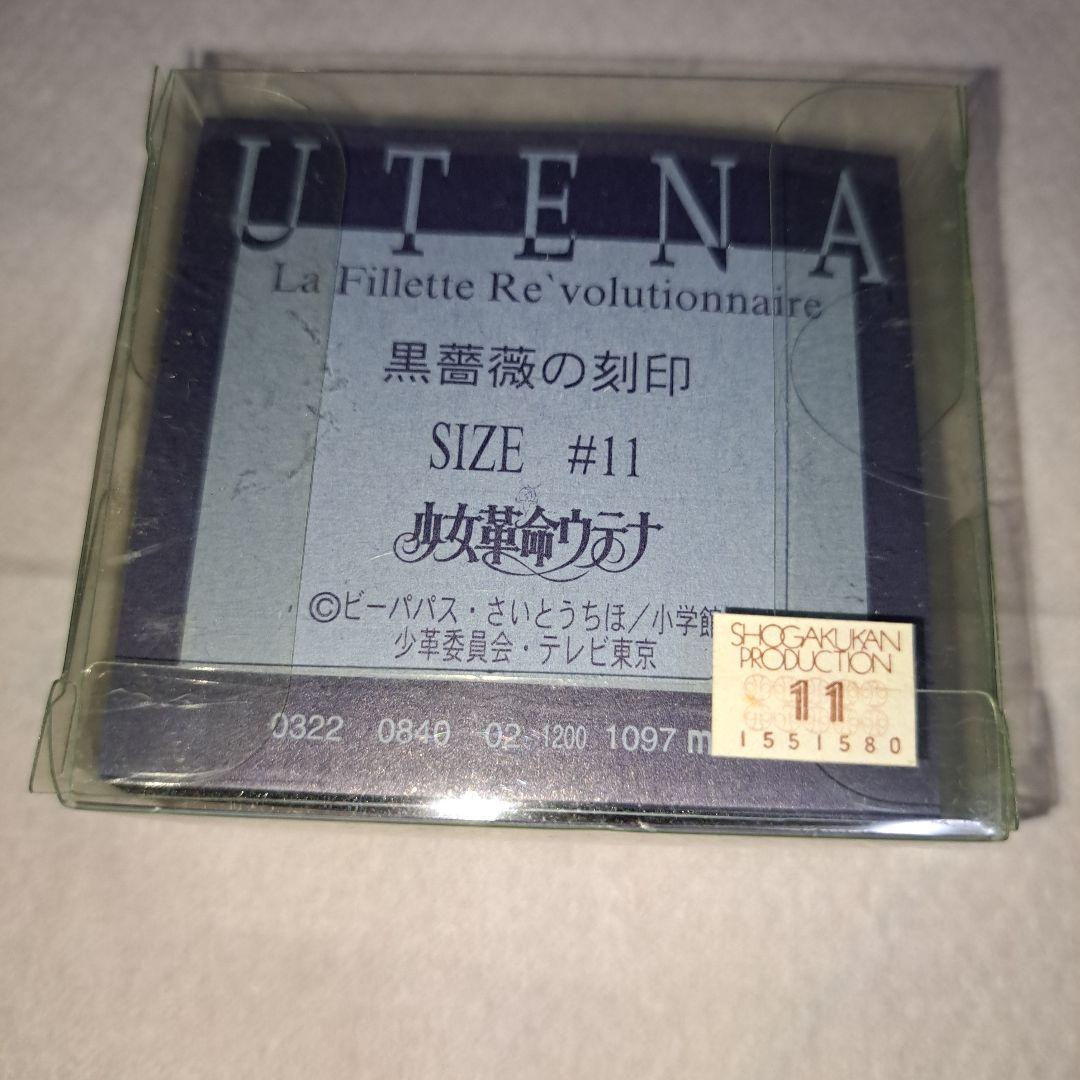 UTENA
La Fillette Re`volutionnaire
黒薔薇の刻印
SIZE #11
少女革命ウテナ
©ビーパパス・さいとうちほ/小学館
少革委員会・テレビ東京
0322 0840 02 1200 1097 m
SHOGAKUKAN
PRODUCTION
11
1551580